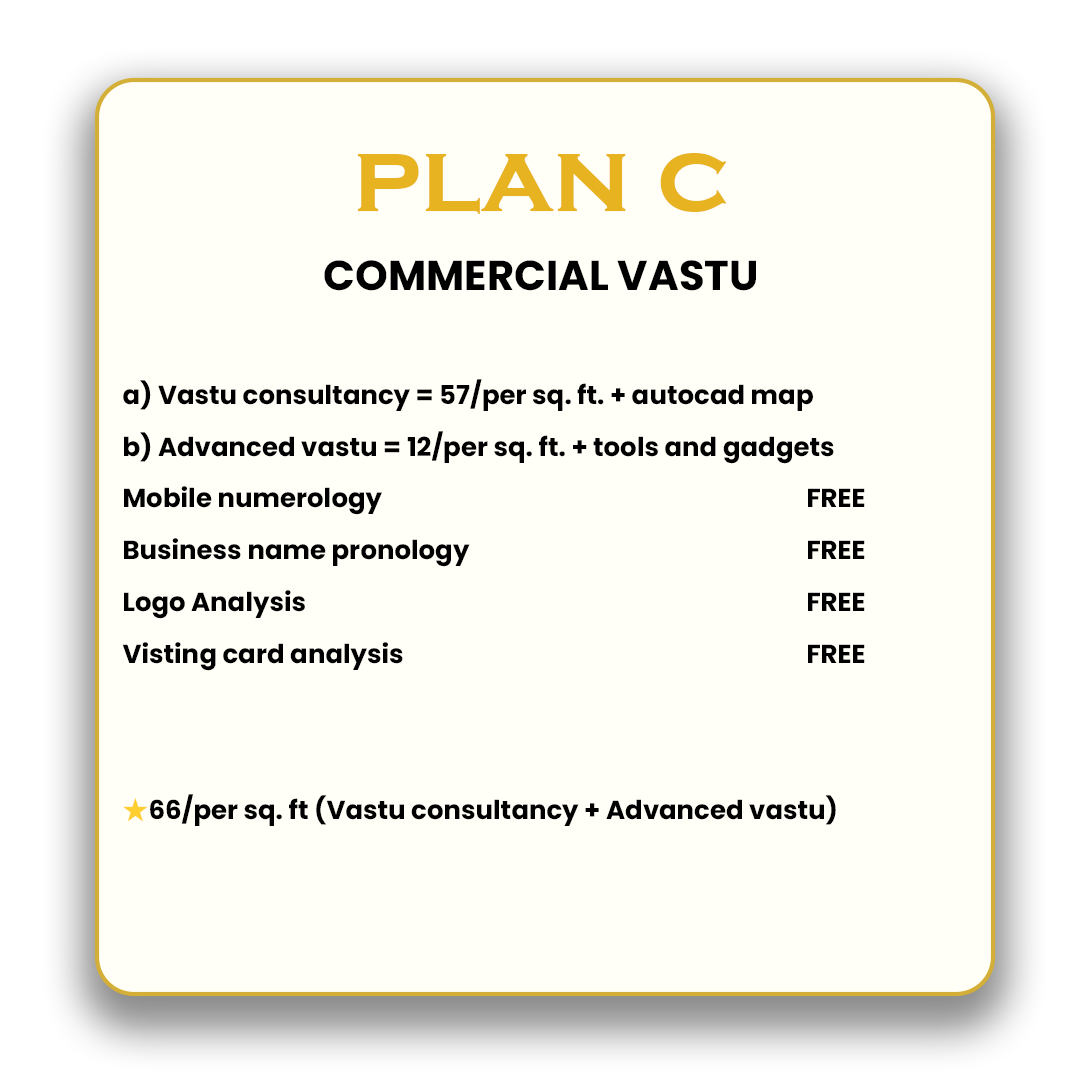 PLAN C
COMMERCIAL VASTU
a) Vastu consultancy = 57/per sq. ft. + autocad map
b) Advanced vastu = 12/per sq. ft. + tools and gadgets
Mobile numerology FREE
Business name pronology FREE
Logo Analysis FREE
Visting card analysis FREE
★66/per sq. ft (Vastu consultancy + Advanced vastu)